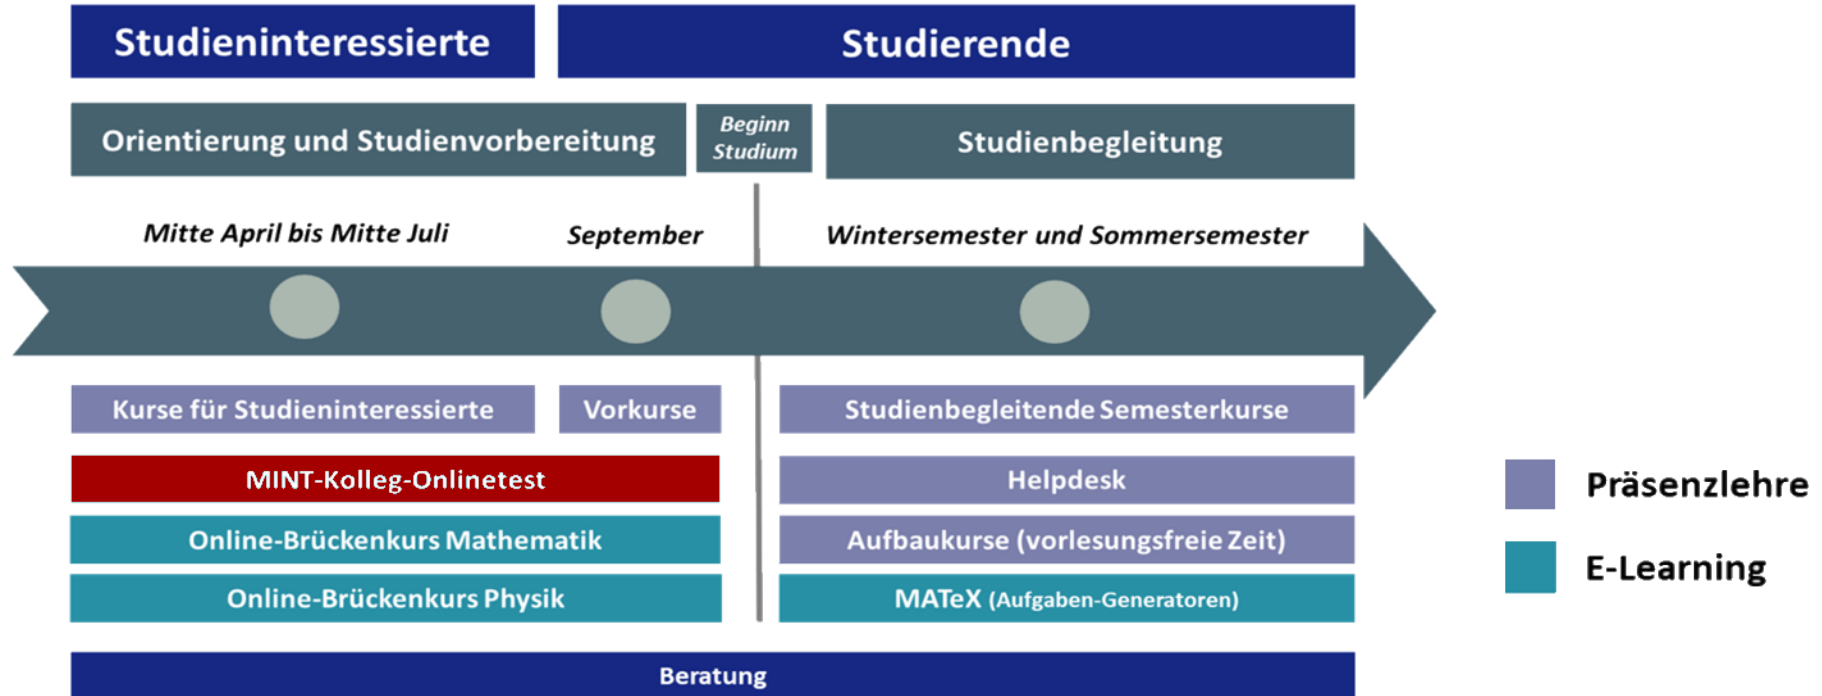 Studieninteressierte
Studierende
Orientierung und Studienvorbereitung
Beginn
Studium
Studienbegleitung
Mitte April bis Mitte Juli
September
Wintersemester und Sommersemester
Kurse für Studieninteressierte
Vorkurse
Studienbegleitende Semesterkurse
MINT-Kolleg-Onlinetest
Helpdesk
Online-Brückenkurs Mathematik
Aufbaukurse (vorlesungsfreie Zeit)
Online-Brückenkurs Physik
MATeX (Aufgaben-Generatoren)
Beratung
Präsenzlehre
E-Learning